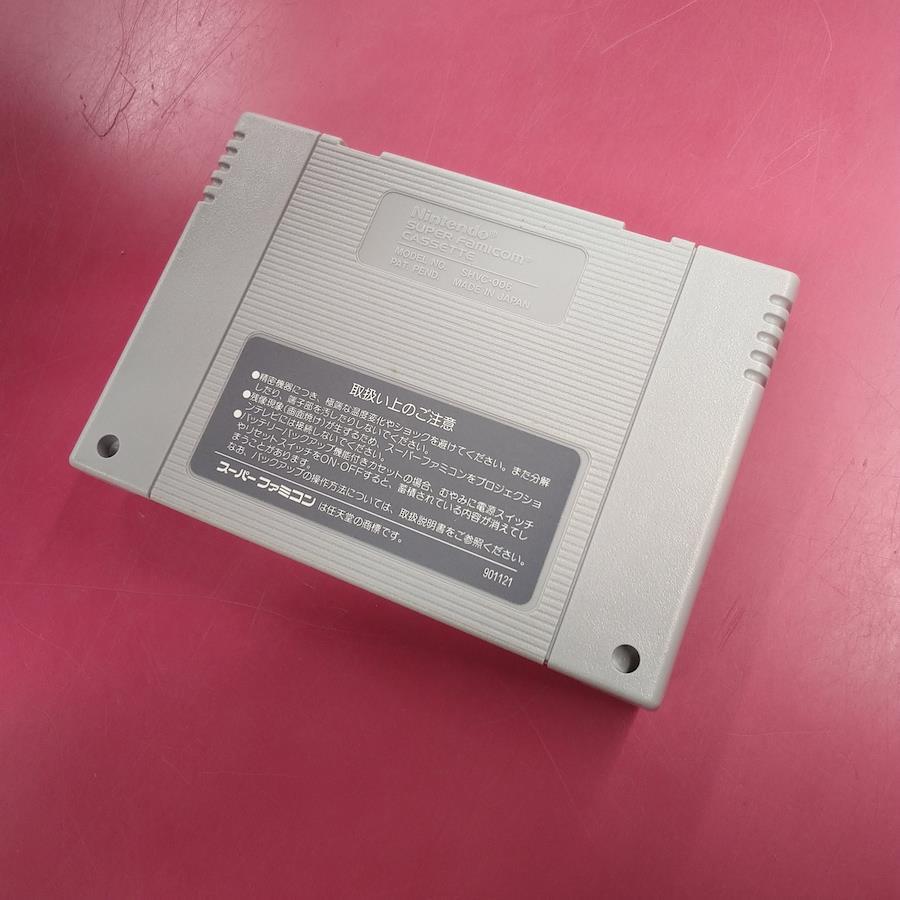 Nintendo®
SUPER FAMICOM®
CASSETTE
MODEL NO. SHVC-006
PAT. PEND. MADE IN JAPAN
取扱い上のご注意
●精密機器につき、極端な温度変化やショックを避けてください。また分解
したり、端子部を汚したりしないでください。
●残像現象(画面焼け)が生ずるため、スーパーファミコンをプロジェクショ
ンテレビには接続しないでください。
●バッテリーバックアップ機能付きカセットの場合、むやみに電源スイッチ
やリセットスイッチをON・OFFすると、蓄積されている内容が消えてし
まうことがあります。
なお、バックアップの操作方法については、取扱説明書をご参照ください。
スーパーファミコンは任天堂の商標です。
901121